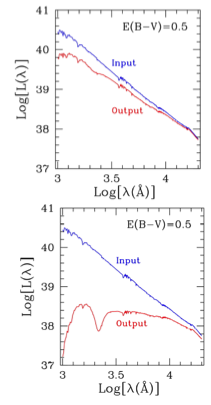 E(B−V)=0.5
41
40
39
38
37
Log[L(λ)]
Input
Output
3
3.5
4
Log[λ(Å)]
E(B−V)=0.5
41
40
39
38
37
Log[L(λ)]
Input
Output
3
3.5
4
Log[λ(Å)]